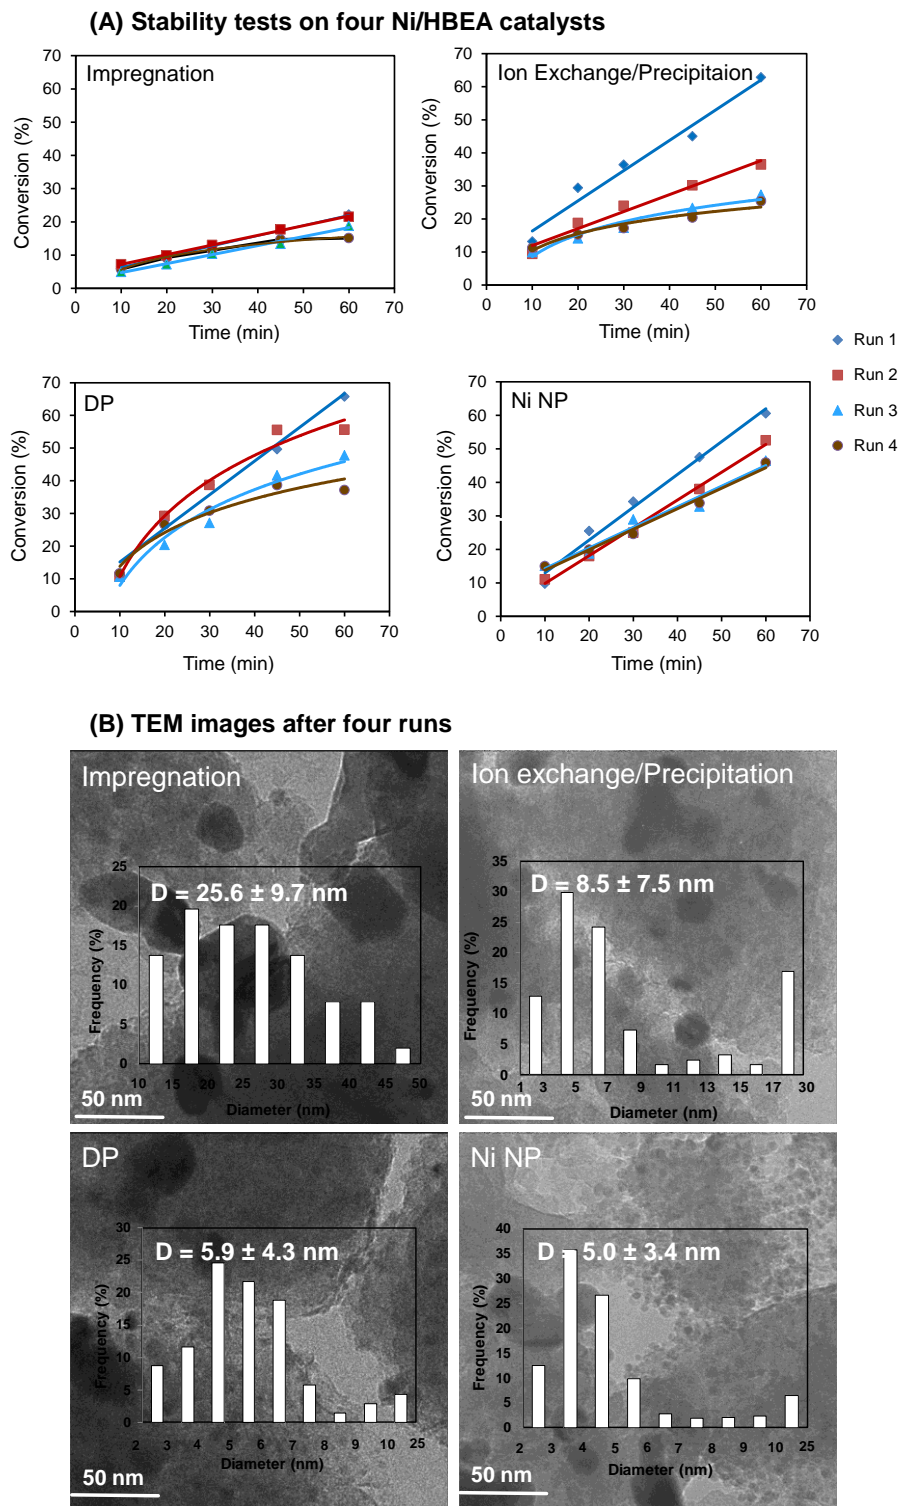 (A) Stability tests on four Ni/HBEA catalysts
Impregnation
Conversion (%)
70
60
50
40
30
20
10
0
0 10 20 30 40 50 60 70
Time (min)
Ion Exchange/Precipitaion
Conversion (%)
70
60
50
40
30
20
10
0
0 10 20 30 40 50 60 70
Time (min)
Run 1
Run 2
Run 3
Run 4
DP
Conversion (%)
70
60
50
40
30
20
10
0
0 10 20 30 40 50 60 70
Time (min)
Ni NP
Conversion (%)
70
60
50
40
30
20
10
0
0 10 20 30 40 50 60 70
Time (min)
(B) TEM images after four runs
Impregnation
D = 25.6 ± 9.7 nm
Frequency (%)
25
20
15
10
5
0
10 15 20 25 30 35 40 45 50
Diameter (nm)
50 nm
Ion exchange/Precipitation
D = 8.5 ± 7.5 nm
Frequency (%)
35
30
25
20
15
10
5
0
1 3 5 7 9 11 13 15 17 30
Diameter (nm)
50 nm
DP
D = 5.9 ± 4.3 nm
Frequency (%)
30
25
20
15
10
5
0
2 3 4 5 6 7 8 9 10 25
Diameter (nm)
50 nm
Ni NP
D = 5.0 ± 3.4 nm
Frequency (%)
40
35
30
25
20
15
10
5
0
2 3 4 5 6 7 8 9 10 25
Diameter (nm)
50 nm